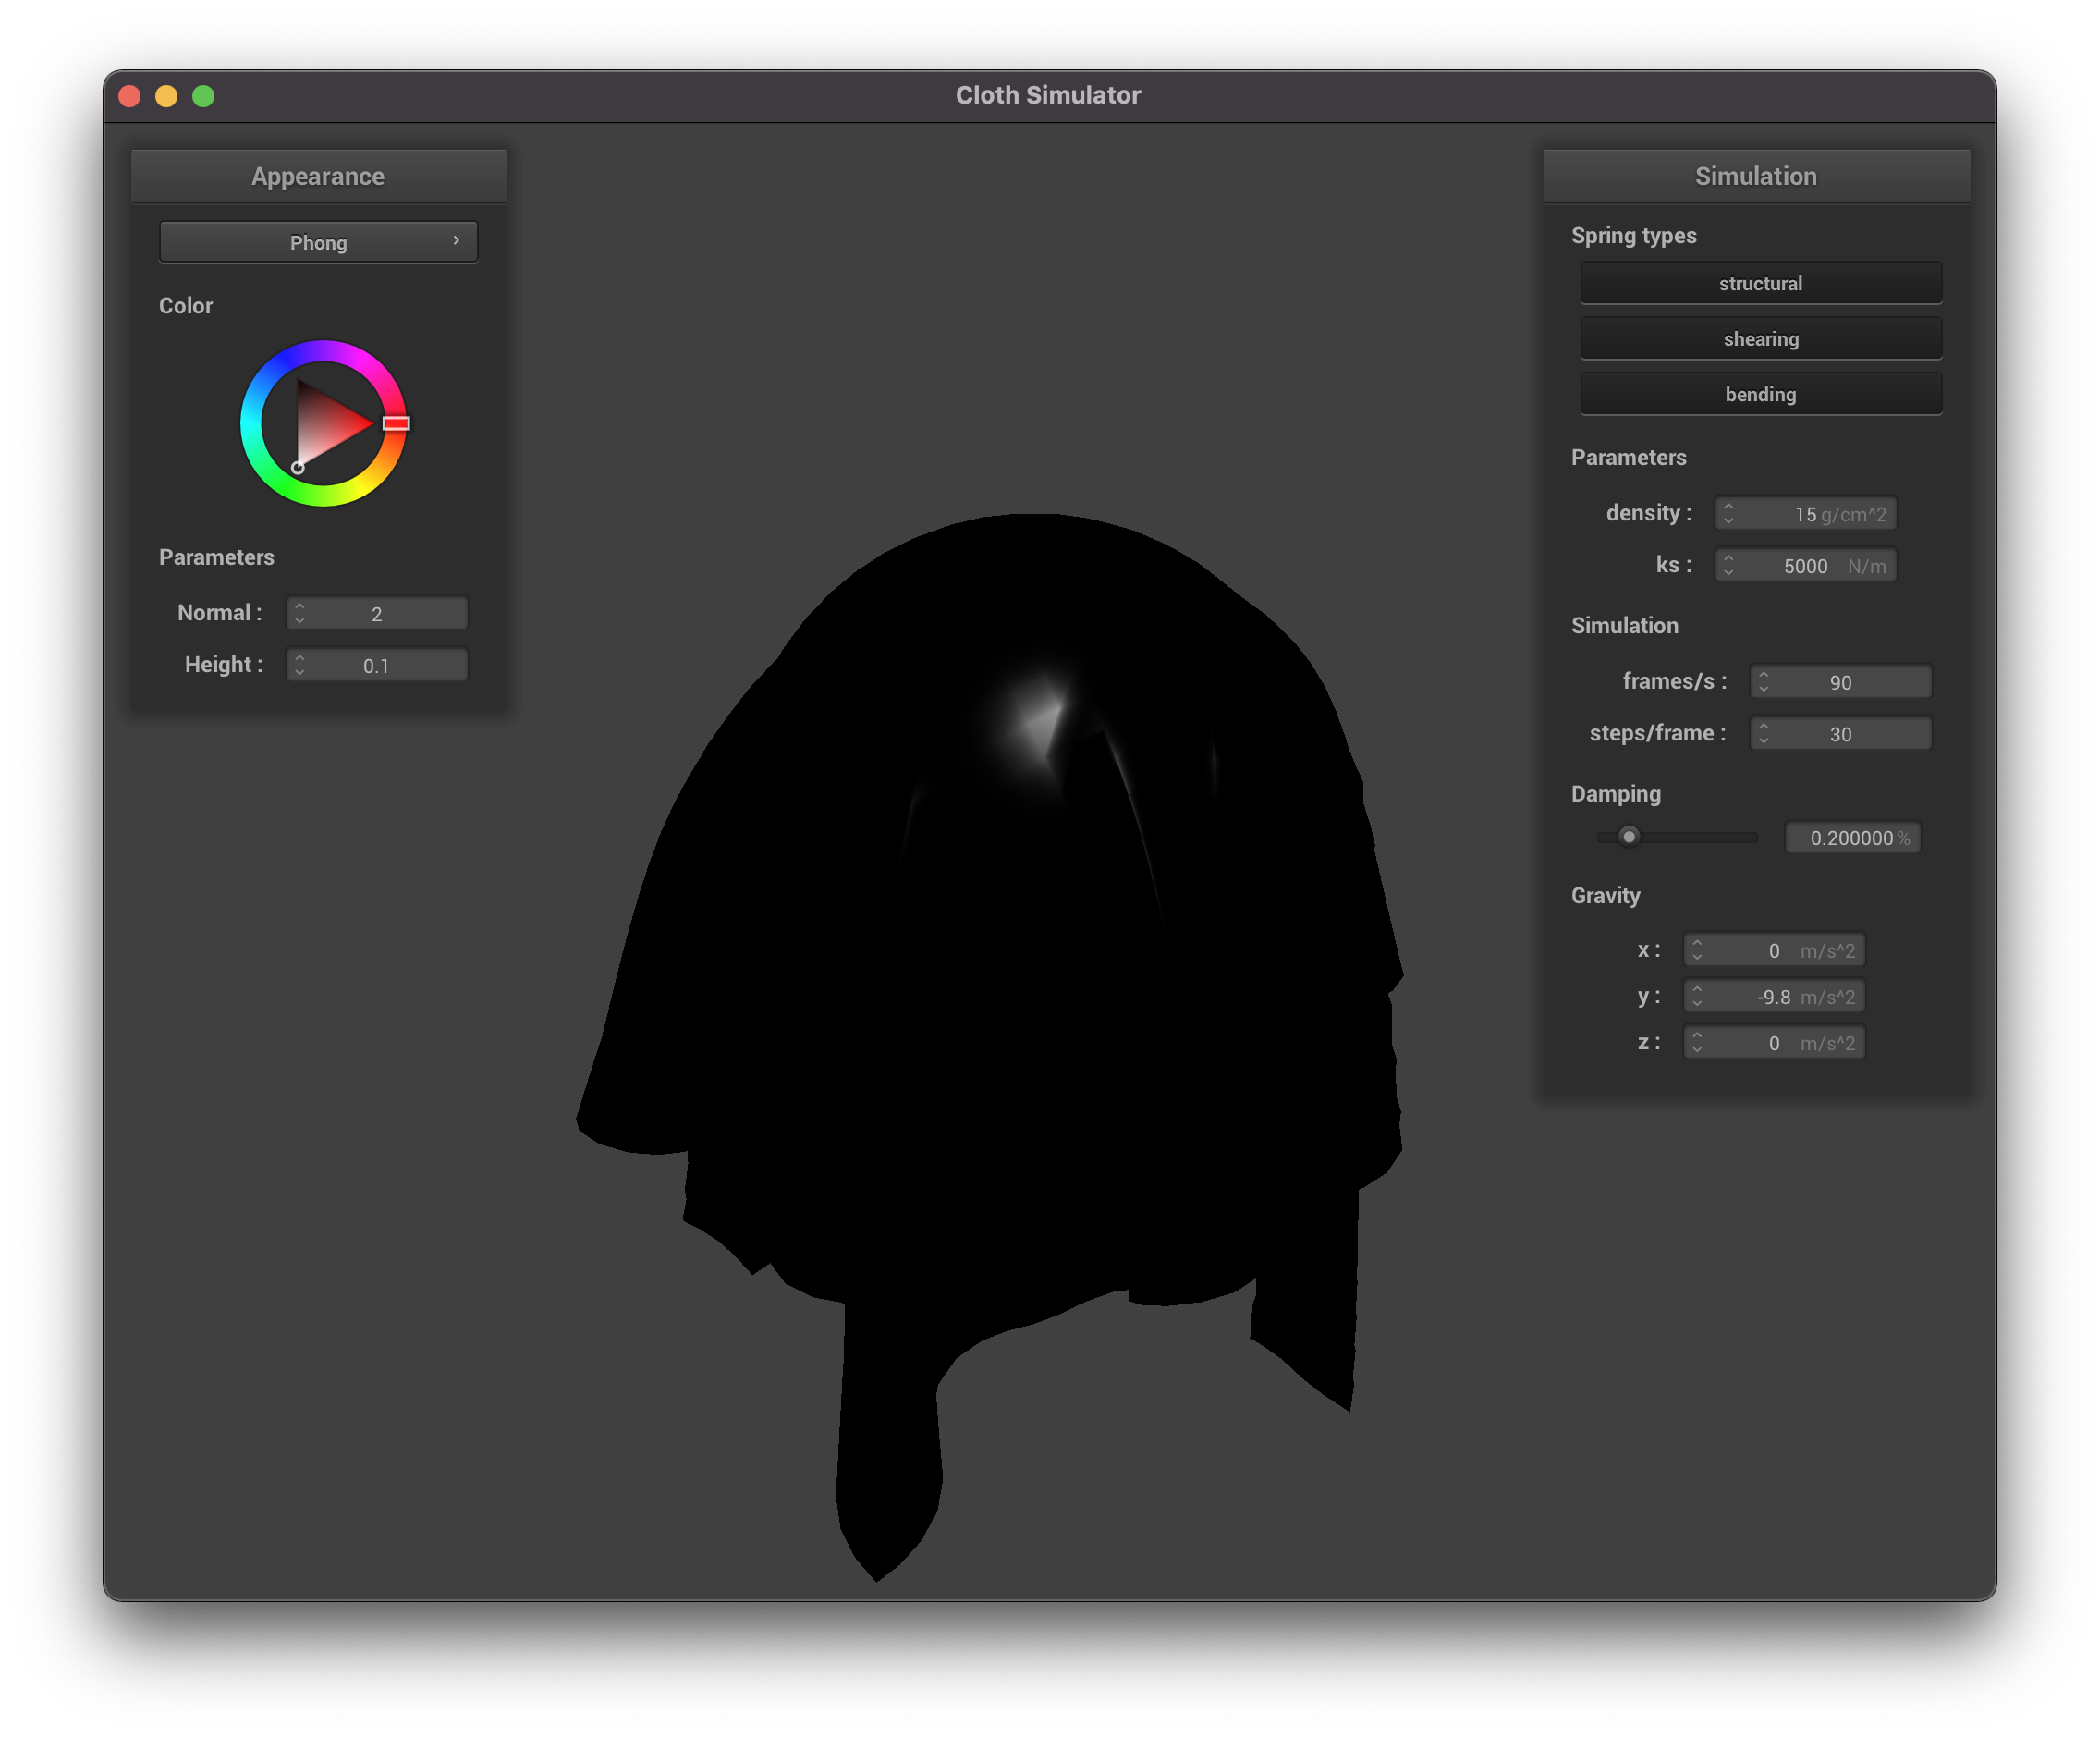 Cloth Simulator
Appearance
Phong
Color
Parameters
Normal : 2
Height : 0.1
Simulation
Spring types
structural
shearing
bending
Parameters
density : 15 g/cm^2
ks : 5000 N/m
Simulation
frames/s : 90
steps/frame : 30
Damping
0.200000 %
Gravity
x : 0 m/s^2
y : -9.8 m/s^2
z : 0 m/s^2